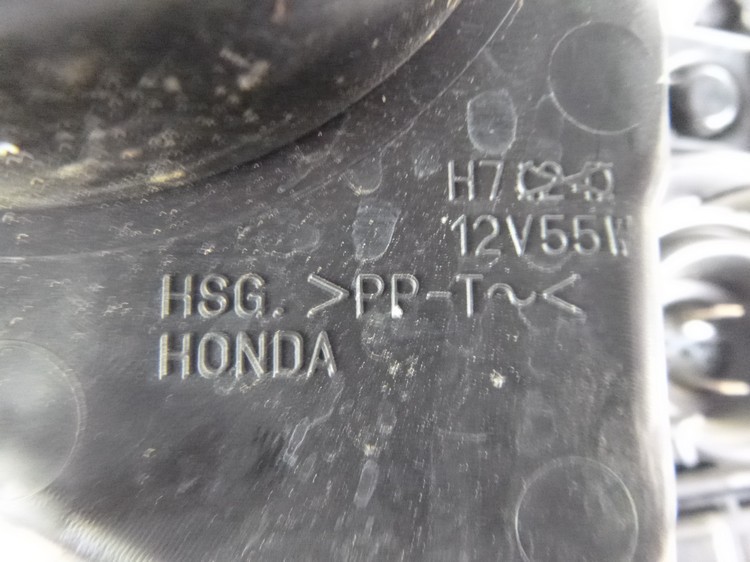 H7
12V55W
HSG. >PP-T~<
HONDA